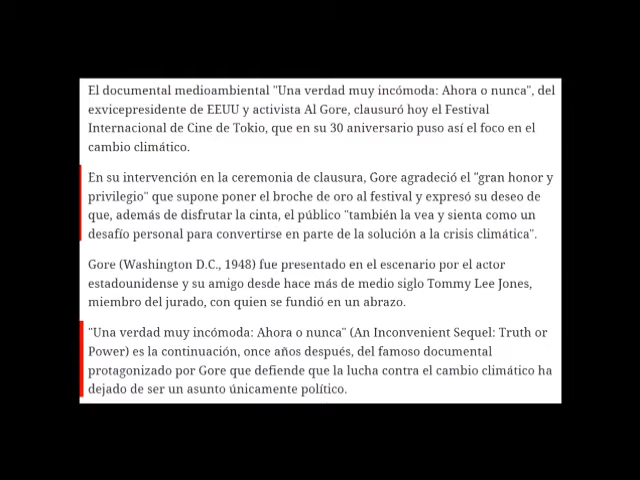 El documental medioambiental "Una verdad muy incómoda: Ahora o nunca", del
exvicepresidente de EEUU y activista Al Gore, clausuró hoy el Festival
Internacional de Cine de Tokio, que en su 30 aniversario puso así el foco en el
cambio climático.
En su intervención en la ceremonia de clausura, Gore agradeció el "gran honor y
privilegio" que supone poner el broche de oro al festival y expresó su deseo de
que, además de disfrutar la cinta, el público "también la vea y sienta como un
desafío personal para convertirse en parte de la solución a la crisis climática".
Gore (Washington D.C., 1948) fue presentado en el escenario por el actor
estadounidense y su amigo desde hace más de medio siglo Tommy Lee Jones,
miembro del jurado, con quien se fundió en un abrazo.
"Una verdad muy incómoda: Ahora o nunca" (An Inconvenient Sequel: Truth or
Power) es la continuación, once años después, del famoso documental
protagonizado por Gore que defiende que la lucha contra el cambio climático ha
dejado de ser un asunto únicamente político.